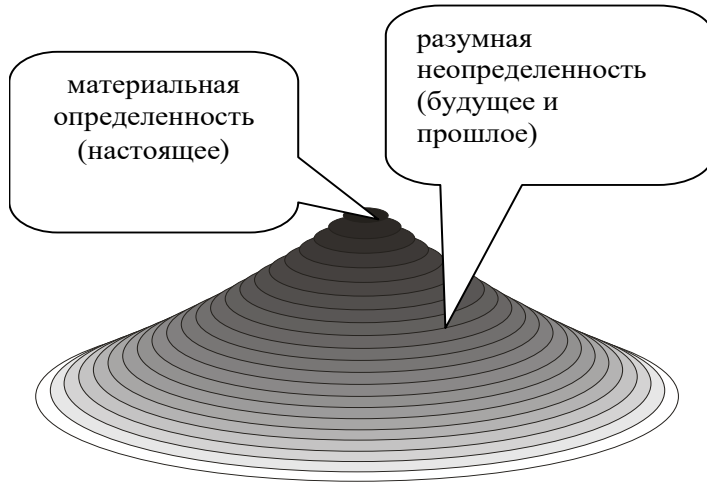 материальная
определенность
(настоящее)
разумная
неопределенность
(будущее и
прошлое)